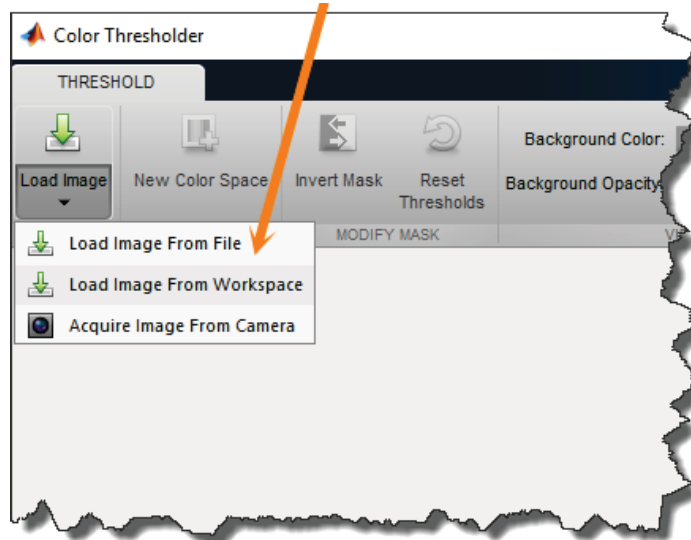 Color Thresholder
THRESHOLD
Load Image
New Color Space
Invert Mask
Reset
Thresholds
Background Color:
Background Opacity
MODIFY MASK
Load Image From File
Load Image From Workspace
Acquire Image From Camera